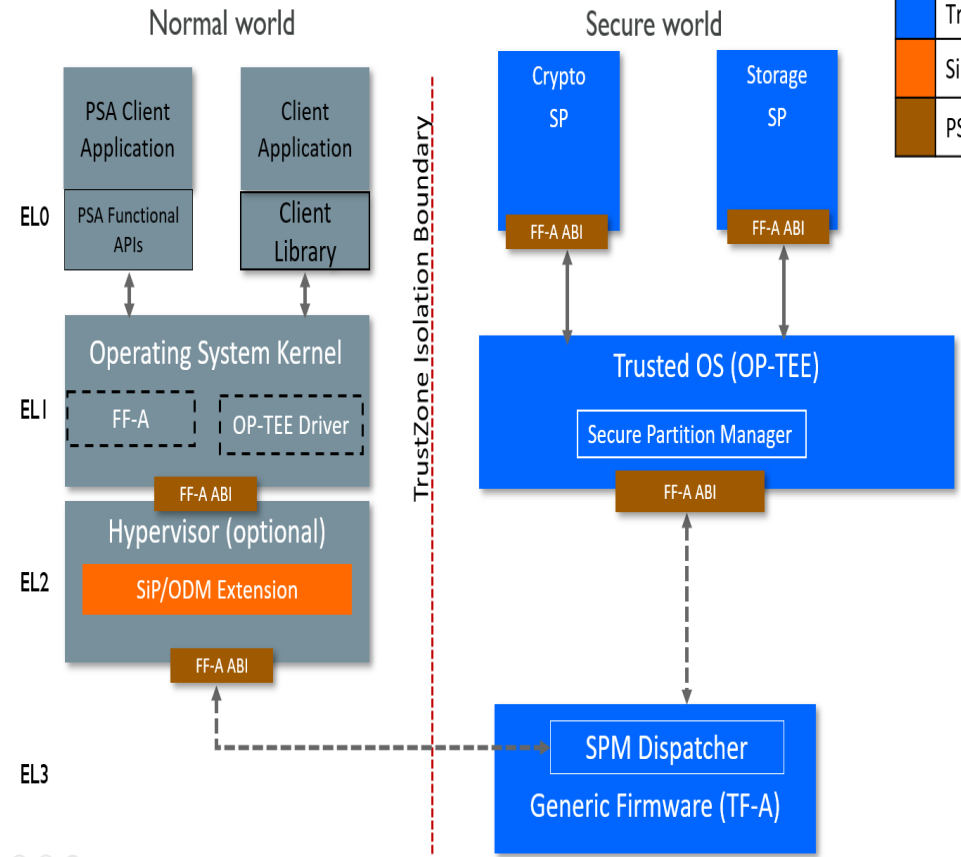 Normal world
Secure world
PSA Client
Application
Client
Application
Crypto
SP
Storage
SP
EL0
PSA Functional
APIs
Client
Library
FF-A ABI
FF-A ABI
TrustZone Isolation Boundary
Operating System Kernel
EL1
FF-A
OP-TEE Driver
FF-A ABI
Trusted OS (OP-TEE)
Secure Partition Manager
FF-A ABI
Hypervisor (optional)
EL2
SiP/ODM Extension
FF-A ABI
SPM Dispatcher
EL3
Generic Firmware (TF-A)